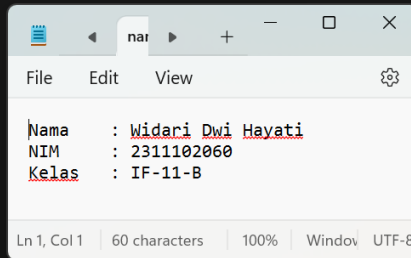 nar
File Edit View
Nama : Widari Dwi Hayati
NIM : 2311102060
Kelas : IF-11-B
Ln 1, Col 1 60 characters 100% Window UTF-8